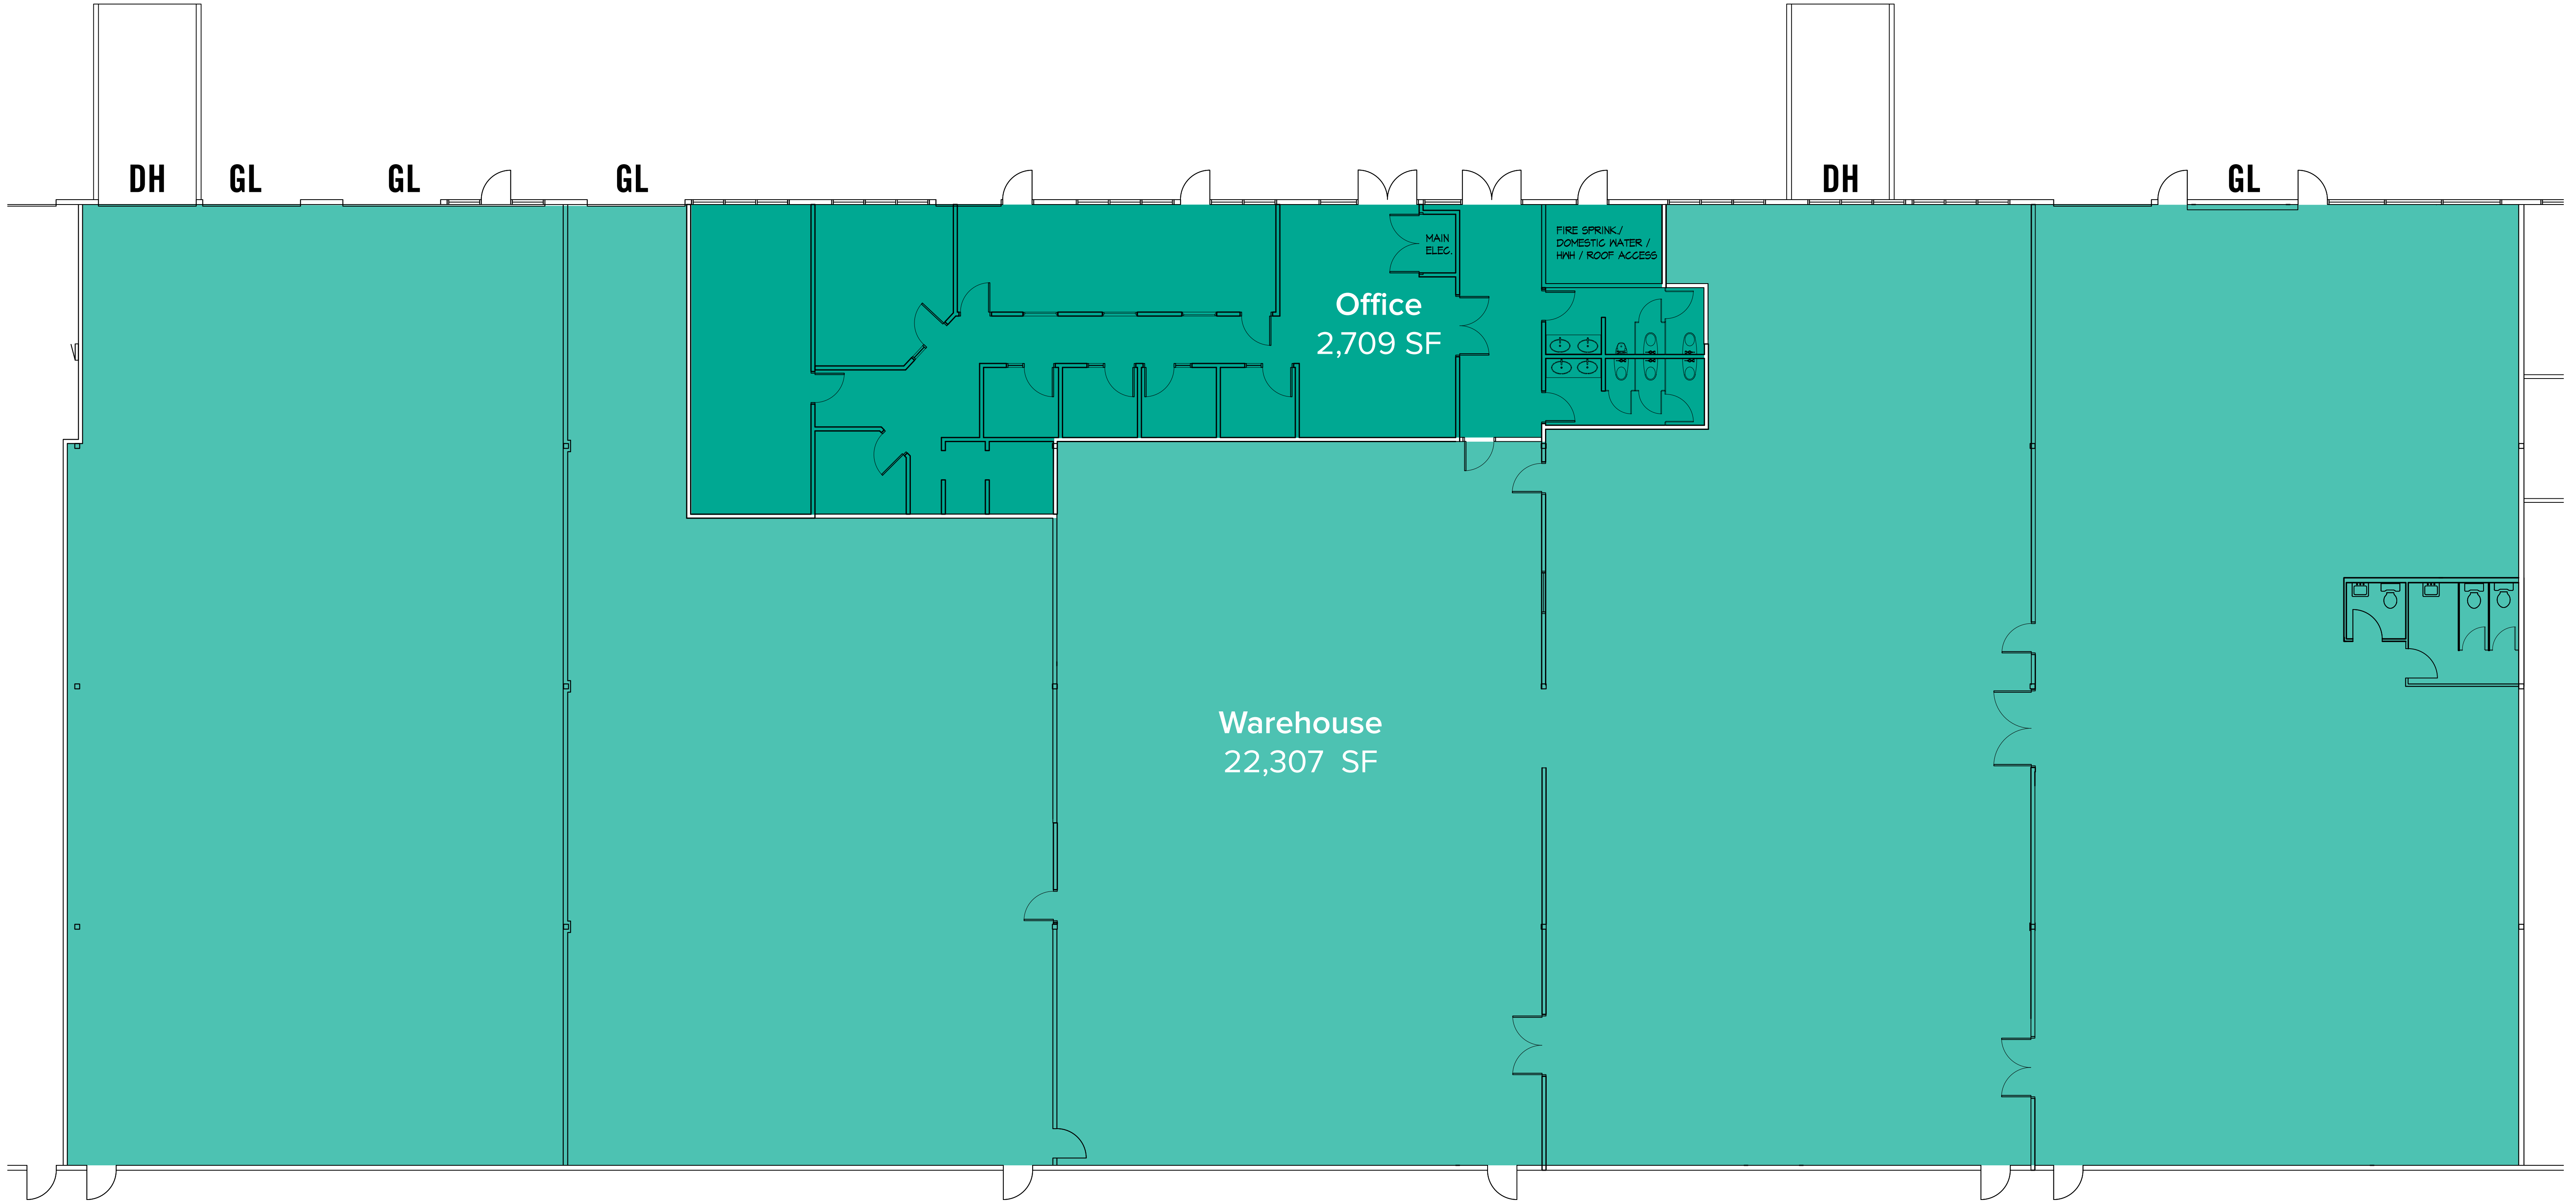 DH
GL
GL
GL
DH
GL
MAIN
ELEC.
FIRE SPRINK./
DOMESTIC WATER /
HWH / ROOF ACCESS
Office
2,709 SF
Warehouse
22,307 SF